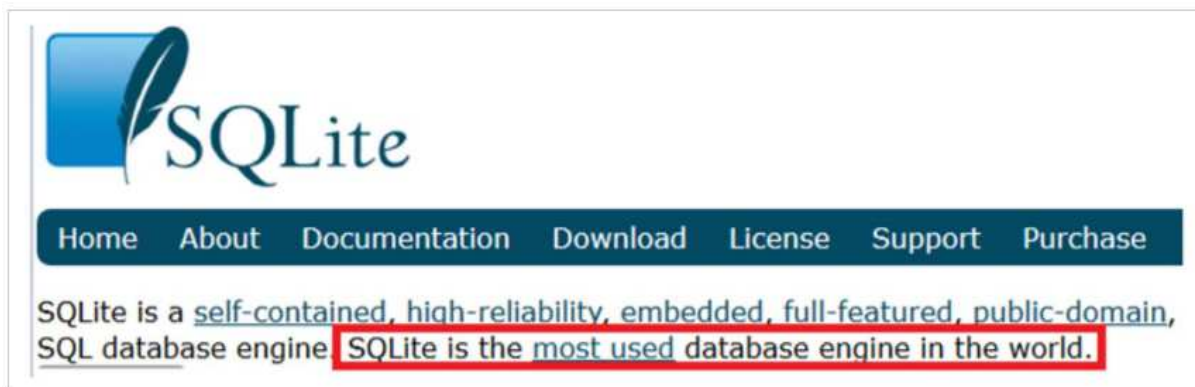 SQLite
Home About Documentation Download License Support Purchase
SQLite is a self-contained, high-reliability, embedded, full-featured, public-domain,
SQL database engine. SQLite is the most used database engine in the world.